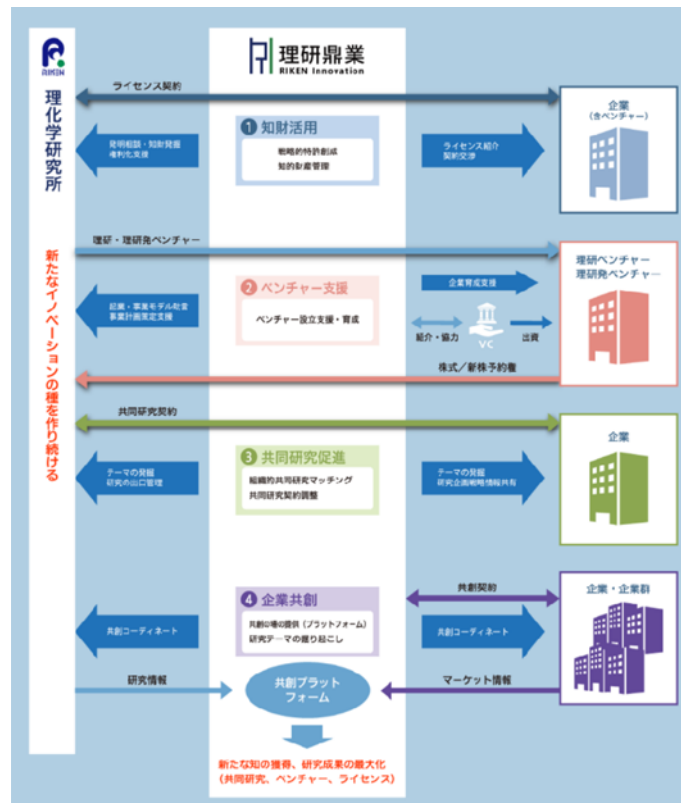 RIKEN
理化学研究所
新たなイノベーションの種を作り続ける
理研鼎業
RIKEN Innovation
ライセンス契約
発明相談・知財発掘
権利化支援
1 知財活用
戦略的特許創成
知的財産管理
ライセンス紹介
契約交渉
企業
(含ベンチャー)
理研・理研発ベンチャー
起業・事業モデル助言
事業計画策定支援
2 ベンチャー支援
ベンチャー設立支援・育成
企業育成支援
紹介・協力
VC
出資
理研ベンチャー
理研発ベンチャー
株式/新株予約権
共同研究契約
テーマの発掘
研究の出口管理
3 共同研究促進
組織的共同研究マッチング
共同研究契約調整
テーマの発掘
研究企画戦略情報共有
企業
共創コーディネート
4 企業共創
共創の場の提供(プラットフォーム)
研究テーマの掘り起こし
共創契約
共創コーディネート
企業・企業群
研究情報
共創プラット
フォーム
マーケット情報
新たな知の獲得、研究成果の最大化
(共同研究、ベンチャー、ライセンス)